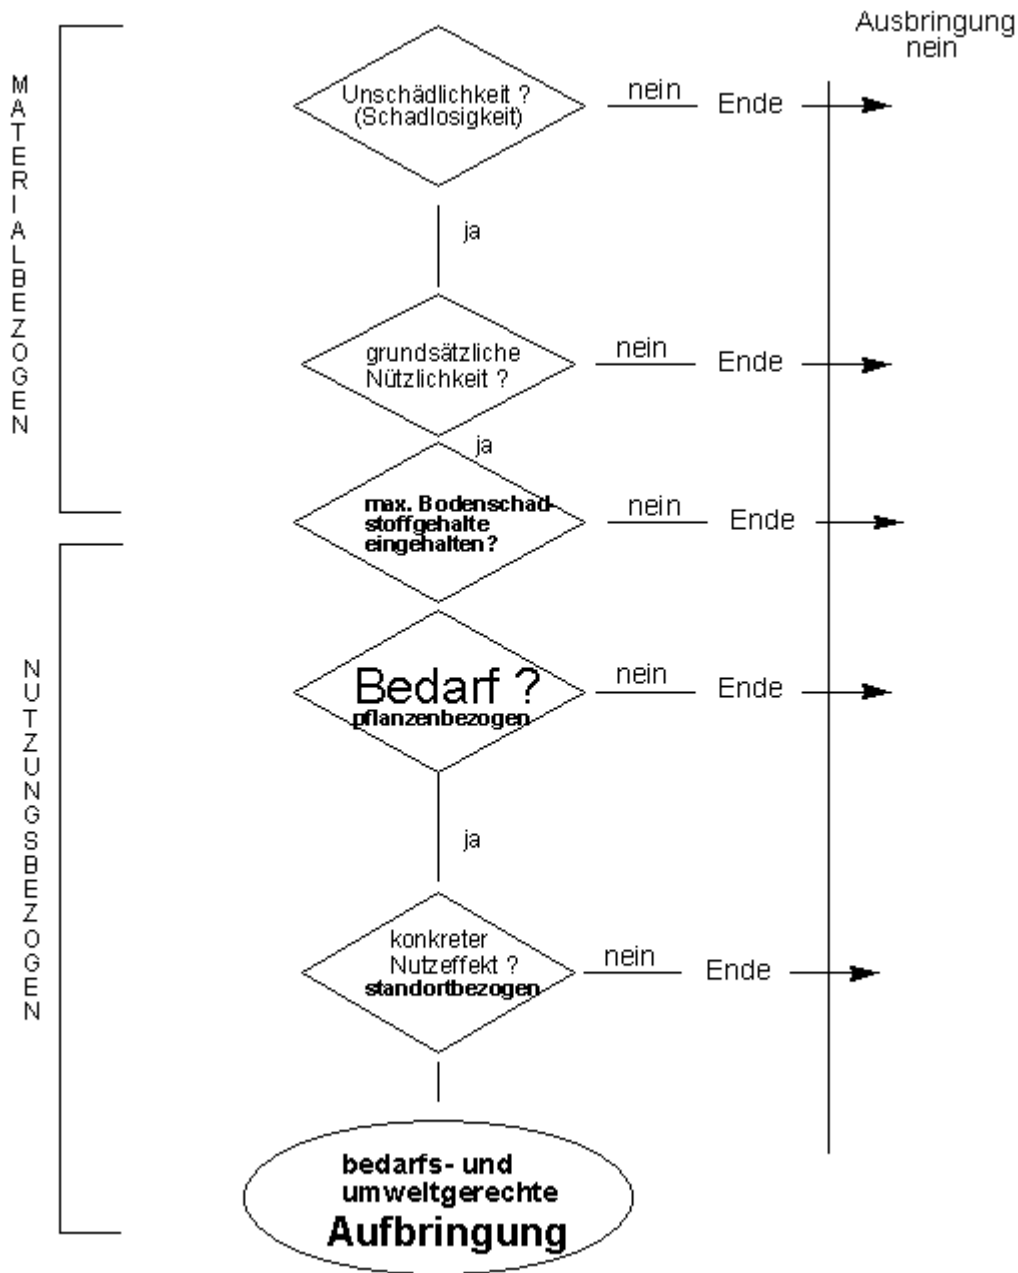 Ausbringung
nein
MATERIALBEZOGEN
Unschädlichkeit ?
(Schadlosigkeit)
nein
Ende
ja
grundsätzliche
Nützlichkeit ?
nein
Ende
ja
max. Bodenschad-
stoffgehalte
eingehalten?
nein
Ende
NUTZUNGSBEZOGEN
Bedarf ?
pflanzenbezogen
nein
Ende
ja
konkreter
Nutzeffekt ?
standortbezogen
nein
Ende
bedarfs- und
umweltgerechte
Aufbringung